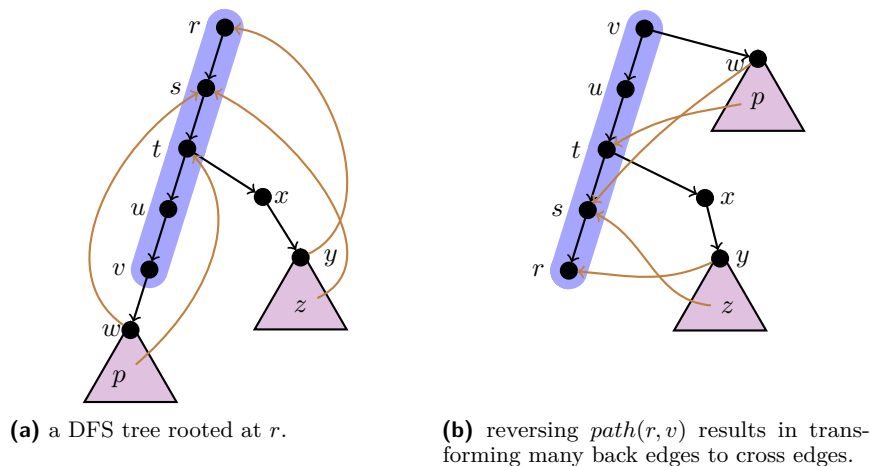 r
s
t
x
u
v
y
z
w
p
v
w
u
p
t
x
s
y
r
z
(a) a DFS tree rooted at r.
(b) reversing path(r, v) results in trans-
forming many back edges to cross edges.